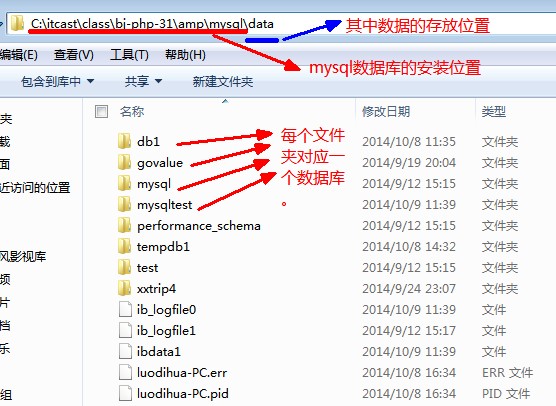 C:\itcast\class\bj-php-31\amp\mysql\data
其中数据的存放位置
编辑(E) 查看(V) 工具(T) 帮助(H)
mysql数据库的安装位置
包含到库中 共享 新建文件夹
名称 修改日期 类型
夹
载
面
近访问的位置
风影视库
频
片
档
乐
组
db1 2014/10/8 11:35 文件夹
govalue 2014/9/19 20:04 文件夹
mysql 2014/9/12 15:15 文件夹
mysqltest 2014/10/9 11:39 文件夹
每个文件
夹对应一
个数据库
。
performance_schema 2014/9/12 15:15 文件夹
tempdb1 2014/10/8 14:32 文件夹
test 2014/9/12 15:15 文件夹
xxtrip4 2014/9/24 23:07 文件夹
ib_logfile0 2014/10/9 11:39 文件
ib_logfile1 2014/9/12 15:17 文件
ibdata1 2014/10/9 11:39 文件
luodihua-PC.err 2014/10/8 16:34 ERR 文件
luodihua-PC.pid 2014/10/8 16:34 PID 文件